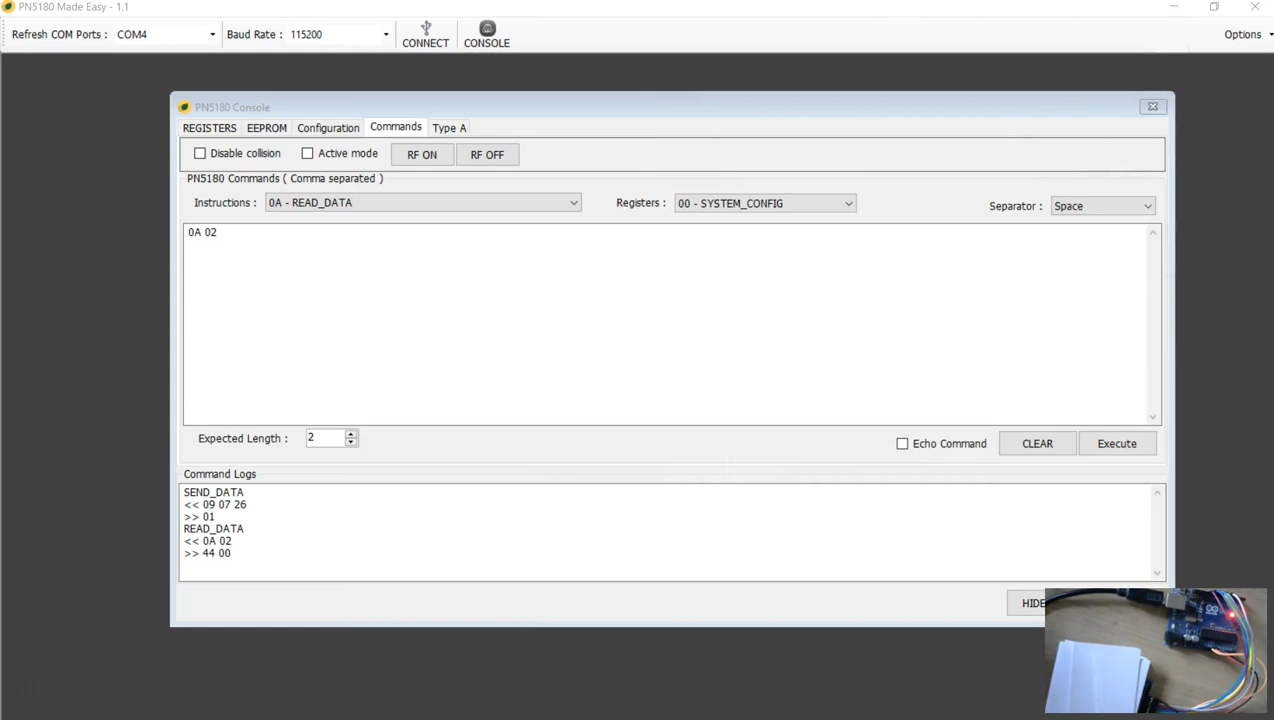 PN5180 Made Easy - 1.1
Refresh COM Ports : COM4 Baud Rate : 115200 CONNECT CONSOLE Options
PN5180 Console
REGISTERS EEPROM Configuration Commands Type A
Disable collision Active mode RF ON RF OFF
PN5180 Commands ( Comma separated )
Instructions : 0A - READ_DATA Registers : 00 - SYSTEM_CONFIG Separator : Space
0A 02
Expected Length : 2 Echo Command CLEAR Execute
Command Logs
SEND_DATA
<< 09 07 26
>> 01
READ_DATA
<< 0A 02
>> 44 00
HIDE